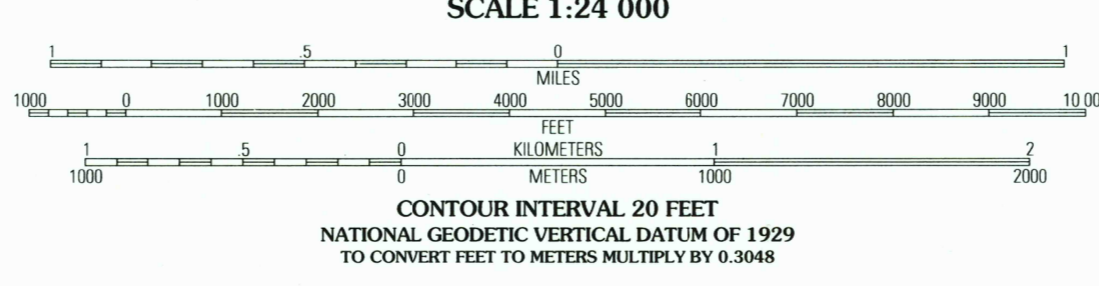 SCALE 1:24 000
1 .5 0 1
MILES
1000 0 1000 2000 3000 4000 5000 6000 7000 8000 9000 10 00
FEET
1 .5 0 KILOMETERS 1 2
1000 0 METERS 1000 2000
CONTOUR INTERVAL 20 FEET
NATIONAL GEODETIC VERTICAL DATUM OF 1929
TO CONVERT FEET TO METERS MULTIPLY BY 0.3048